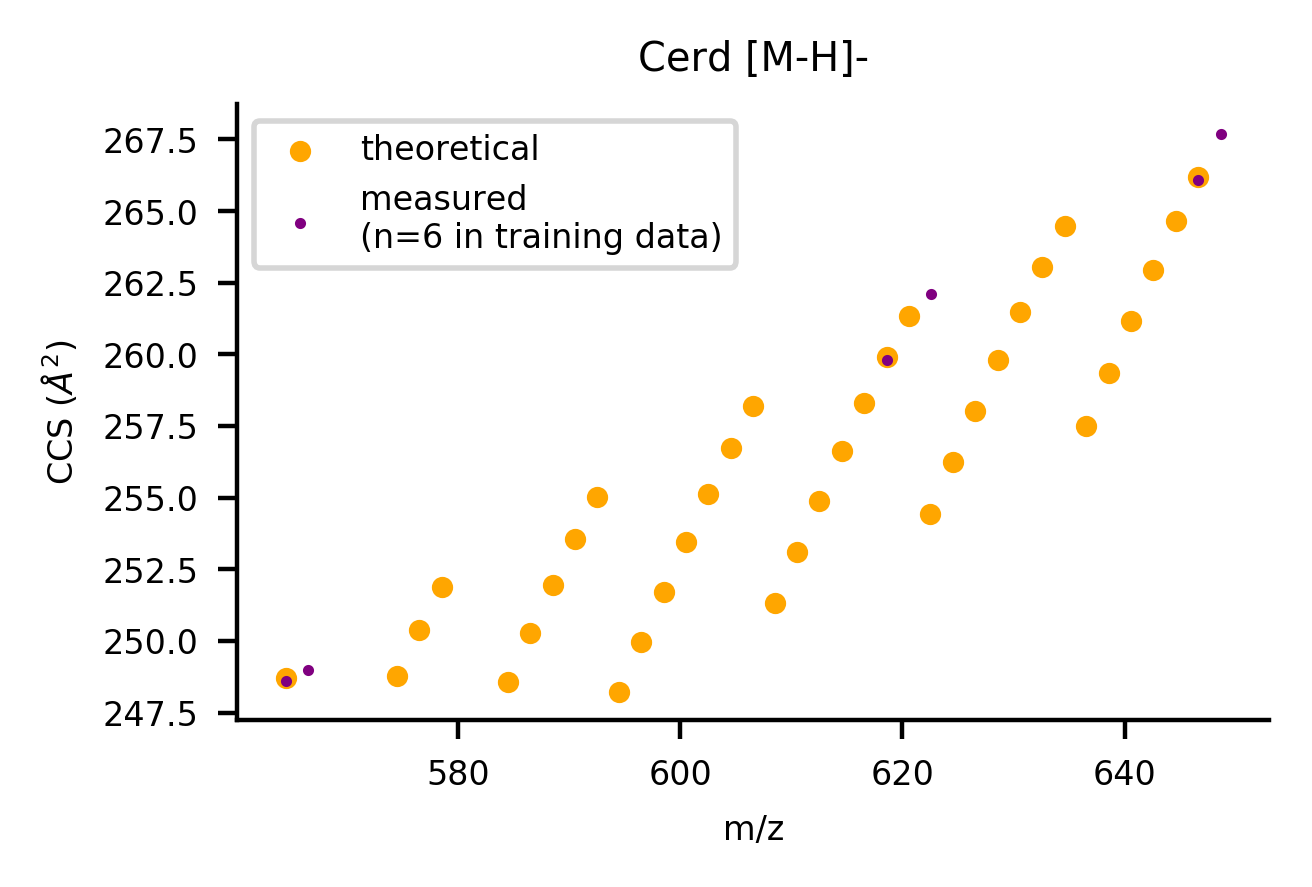 Cerd [M-H]-
theoretical
measured
(n=6 in training data)
267.5
265.0
262.5
260.0
257.5
255.0
252.5
250.0
247.5
CCS (Å²)
580 600 620 640
m/z